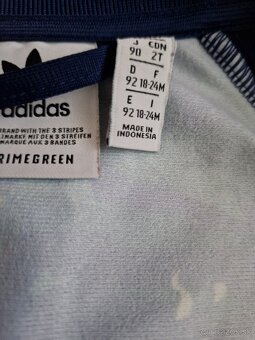 adidas
BRAND WITH THE 3 STRIPES
MARKE MIT DEN 3 STREIFEN
MARQUE AUX 3 BANDES
PRIMEGREEN
J CDN
90 2T
D F
92 18-24M
E I
92 18-24M
MADE IN
INDONESIA